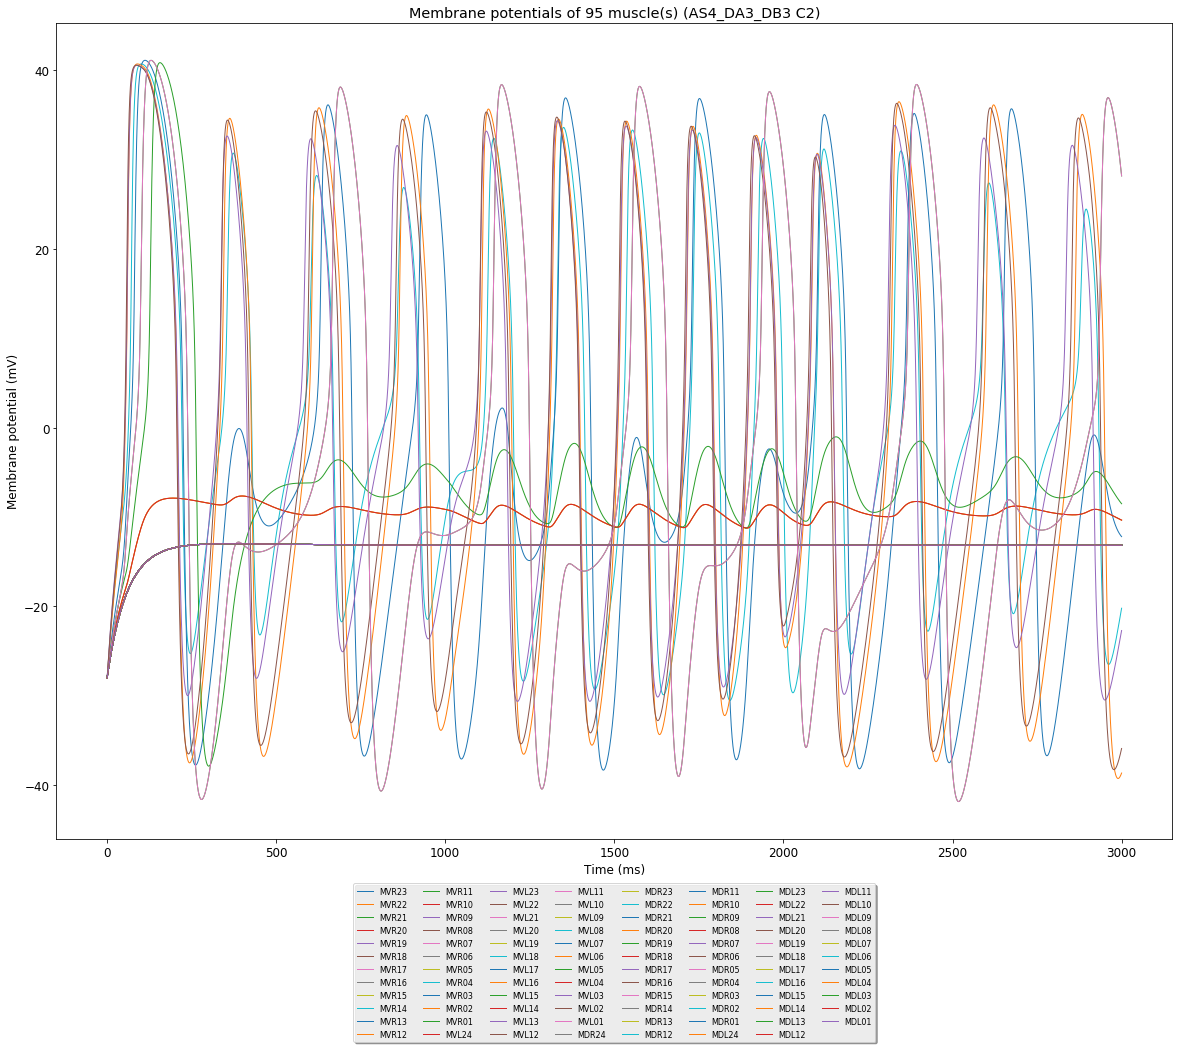 Membrane potentials of 95 muscle(s) (AS4_DA3_DB3 C2)
Membrane potential (mV)
40
20
0
−20
−40
0 500 1000 1500 2000 2500 3000
Time (ms)
MVR23 MVR11 MVL23 MVL11 MDR23 MDR11 MDL23 MDL11
MVR22 MVR10 MVL22 MVL10 MDR22 MDR10 MDL22 MDL10
MVR21 MVR09 MVL21 MVL09 MDR21 MDR09 MDL21 MDL09
MVR20 MVR08 MVL20 MVL08 MDR20 MDR08 MDL20 MDL08
MVR19 MVR07 MVL19 MVL07 MDR19 MDR07 MDL19 MDL07
MVR18 MVR06 MVL18 MVL06 MDR18 MDR06 MDL18 MDL06
MVR17 MVR05 MVL17 MVL05 MDR17 MDR05 MDL17 MDL05
MVR16 MVR04 MVL16 MVL04 MDR16 MDR04 MDL16 MDL04
MVR15 MVR03 MVL15 MVL03 MDR15 MDR03 MDL15 MDL03
MVR14 MVR02 MVL14 MVL02 MDR14 MDR02 MDL14 MDL02
MVR13 MVR01 MVL13 MVL01 MDR13 MDR01 MDL13 MDL01
MVR12 MVL24 MVL12 MDR24 MDR12 MDL24 MDL12